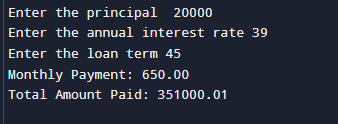 Enter the principal  20000
Enter the annual interest rate 39
Enter the loan term 45
Monthly Payment: 650.00
Total Amount Paid: 351000.01